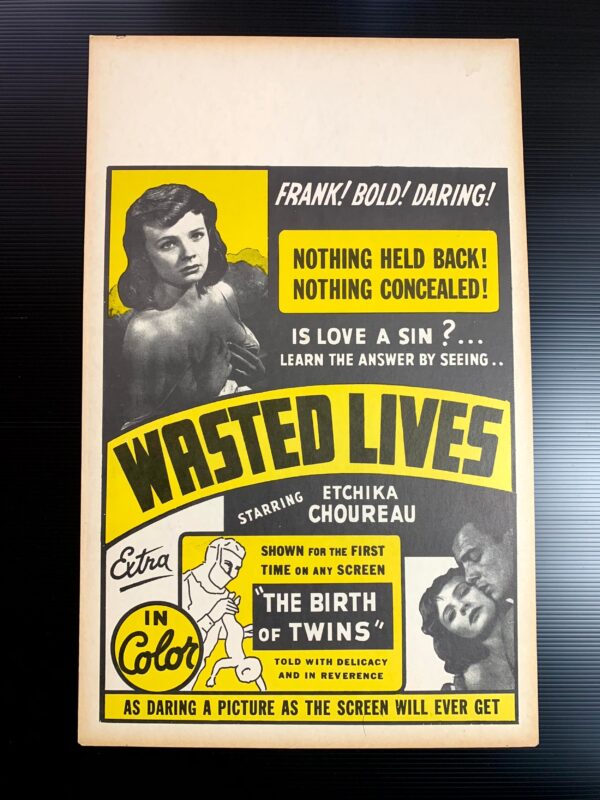 FRANK! BOLD! DARING!
NOTHING HELD BACK!
NOTHING CONCEALED!
IS LOVE A SIN ?...
LEARN THE ANSWER BY SEEING..
WASTED LIVES
STARRING ETCHIKA
CHOUREAU
Extra
IN
Color
SHOWN FOR THE FIRST
TIME ON ANY SCREEN
"THE BIRTH
OF TWINS"
TOLD WITH DELICACY
AND IN REVERENCE
AS DARING A PICTURE AS THE SCREEN WILL EVER GET